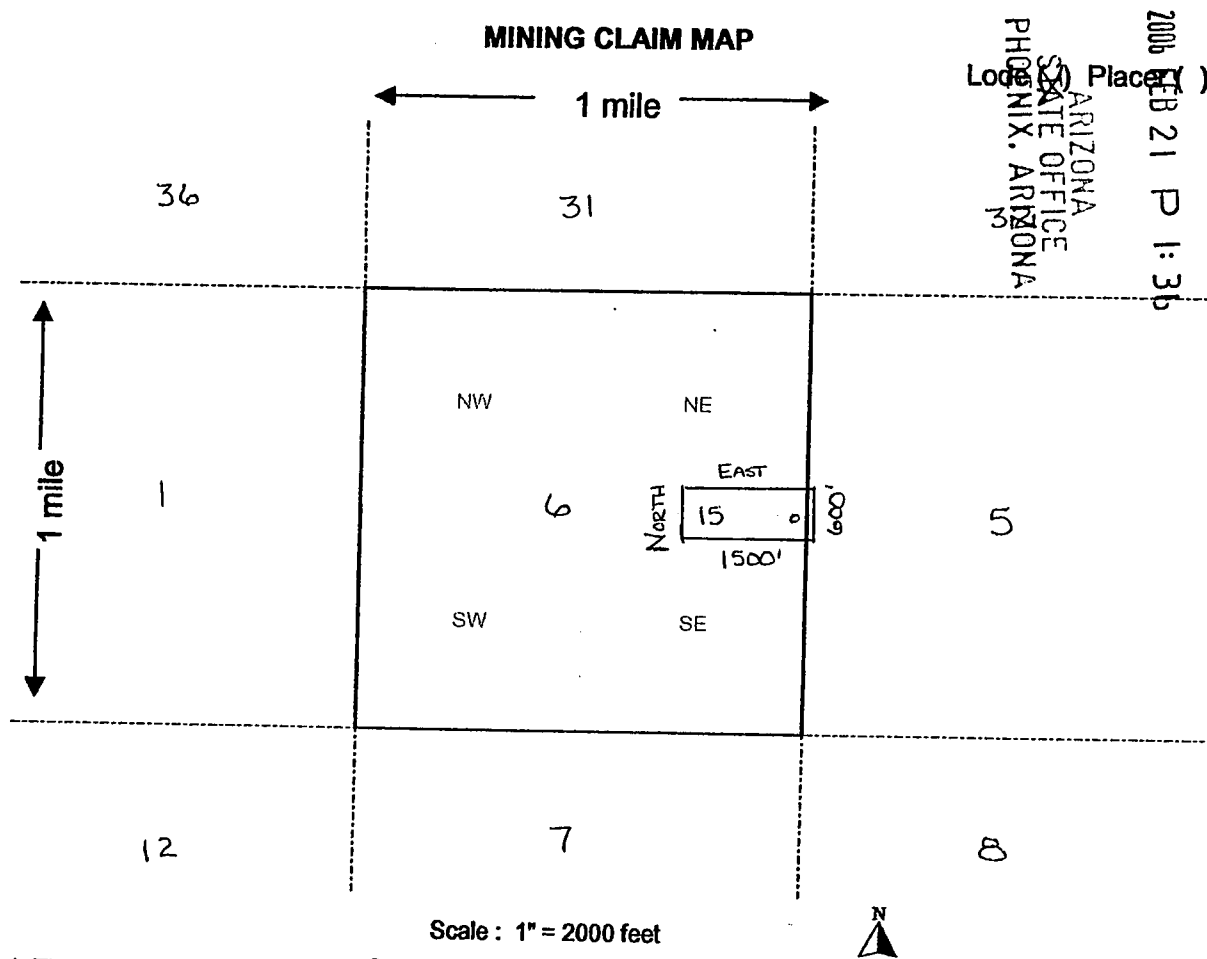 MINING CLAIM MAP
Lode (X) Placer ( )
2006 FEB 21 P 1:36
ARIZONA
STATE OFFICE
PHOENIX, ARIZONA
1 mile
36
31
32
1 mile
NW
NE
EAST
1
6
NORTH
15
600'
5
1500'
SW
SE
12
7
8
Scale : 1" = 2000 feet
N